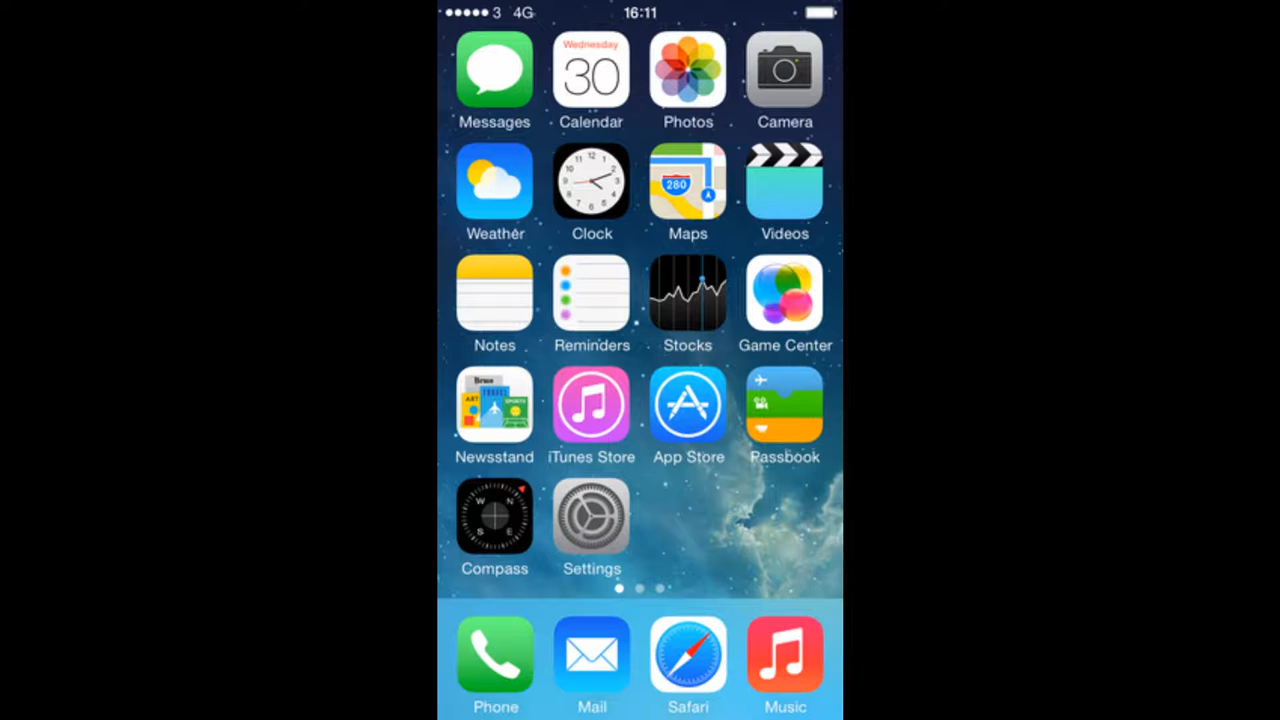 3 4G 16:11
Wednesday
30
Messages Calendar Photos Camera
280
Weather Clock Maps Videos
Notes Reminders Stocks Game Center
Newsstand iTunes Store App Store Passbook
W N
S E
Compass Settings
Phone Mail Safari Music